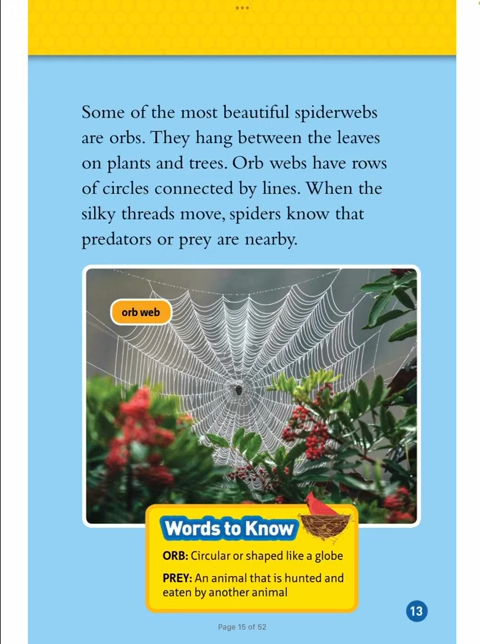 Some of the most beautiful spiderwebs
are orbs. They hang between the leaves
on plants and trees. Orb webs have rows
of circles connected by lines. When the
silky threads move, spiders know that
predators or prey are nearby.
orb web
Words to Know
ORB: Circular or shaped like a globe
PREY: An animal that is hunted and
eaten by another animal
13
Page 15 of 52